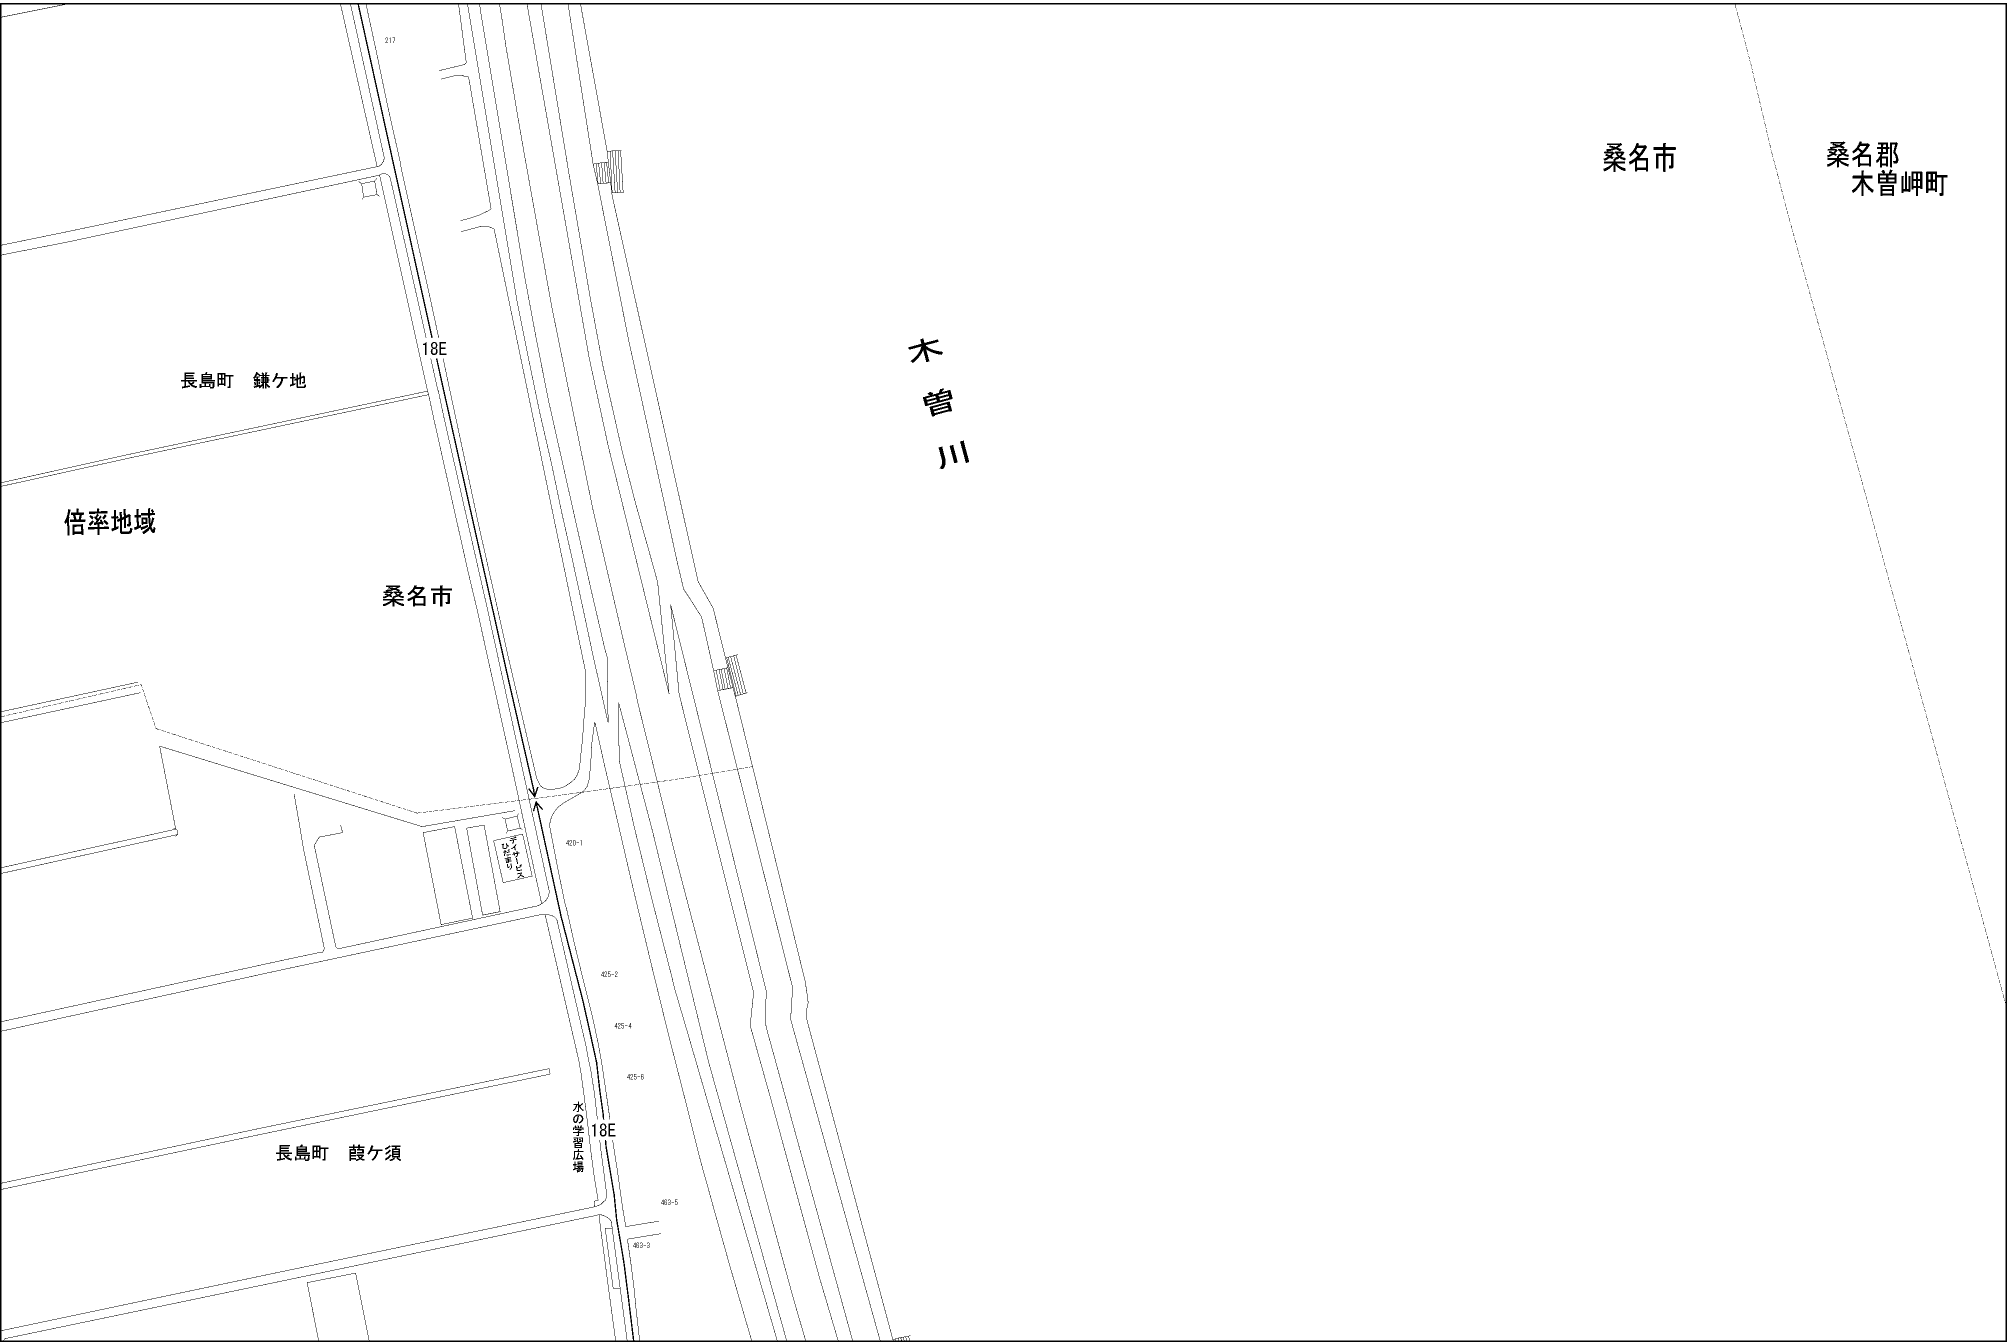 217
桑名市
桑名郡
木曽岬町
18E
木曽川
長島町　鎌ケ地
倍率地域
桑名市
デイサービス
ひだまり
420-1
425-2
425-4
425-6
水の学習広場
18E
長島町　葭ケ須
463-5
463-3